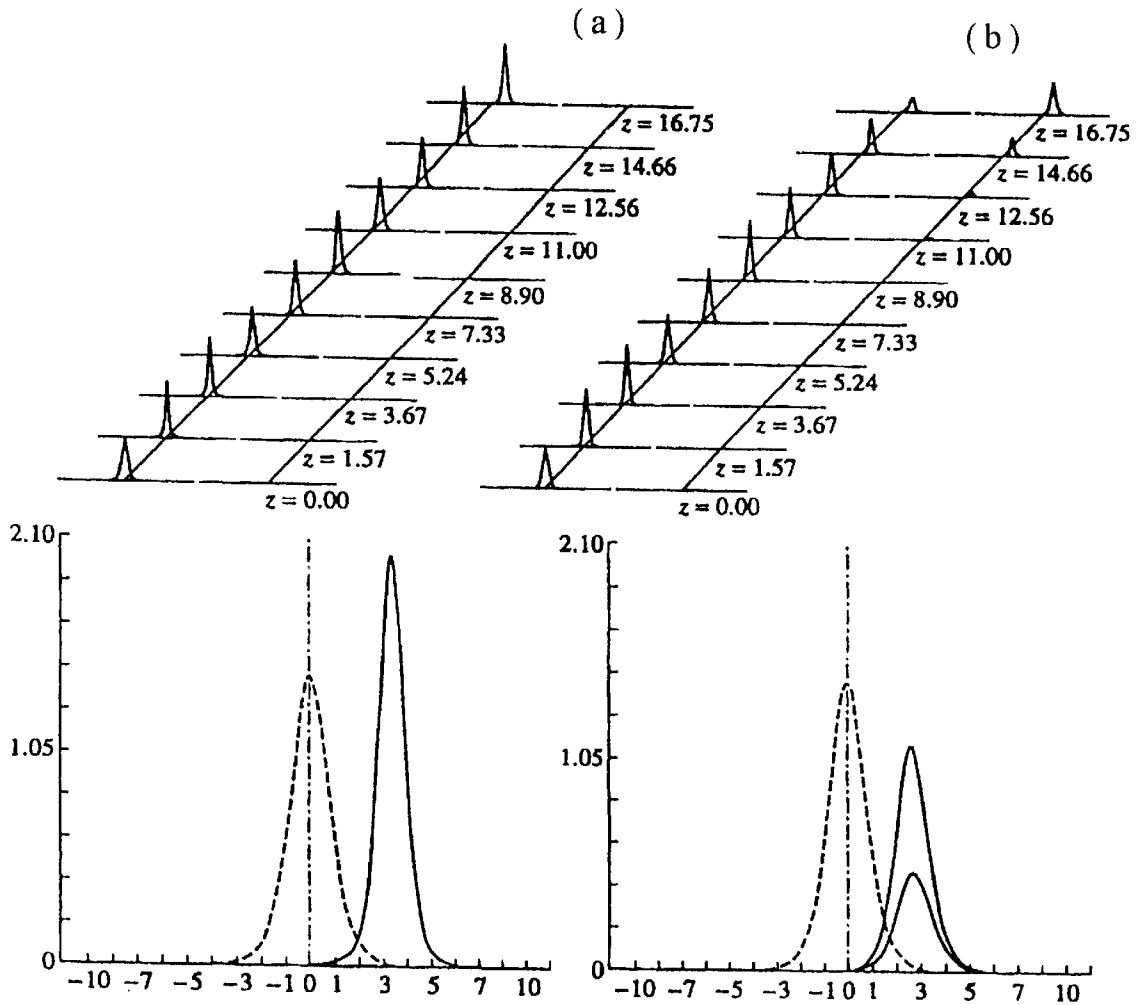 (a)
z = 16.75
z = 14.66
z = 12.56
z = 11.00
z = 8.90
z = 7.33
z = 5.24
z = 3.67
z = 1.57
z = 0.00
(b)
z = 16.75
z = 14.66
z = 12.56
z = 11.00
z = 8.90
z = 7.33
z = 5.24
z = 3.67
z = 1.57
z = 0.00
2.10
1.05
0
−10 −7 −5 −3 −1 0 1 3 5 7 10
2.10
1.05
0
−10 −7 −5 −3 −1 0 1 3 5 7 10